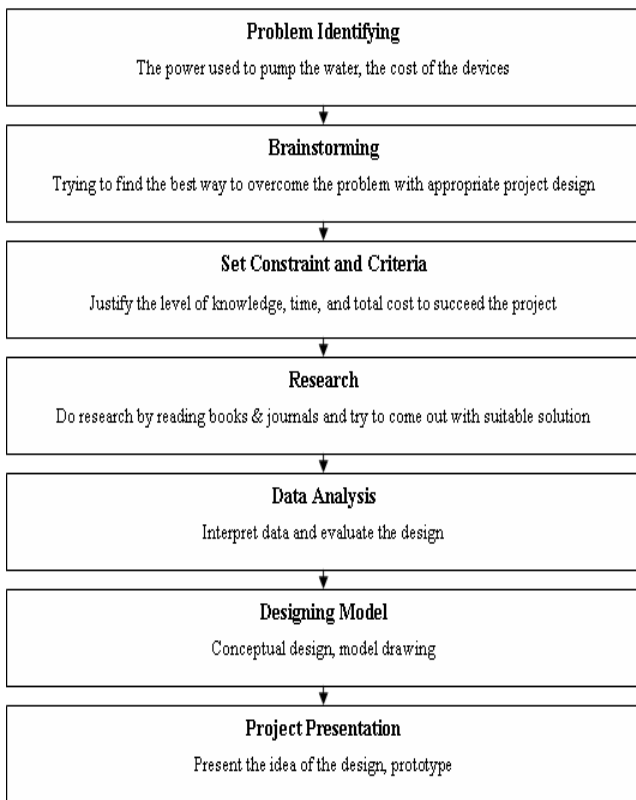 Problem Identifying
The power used to pump the water, the cost of the devices
Brainstorming
Trying to find the best way to overcome the problem with appropriate project design
Set Constraint and Criteria
Justify the level of knowledge, time, and total cost to succeed the project
Research
Do research by reading books & journals and try to come out with suitable solution
Data Analysis
Interpret data and evaluate the design
Designing Model
Conceptual design, model drawing
Project Presentation
Present the idea of the design, prototype